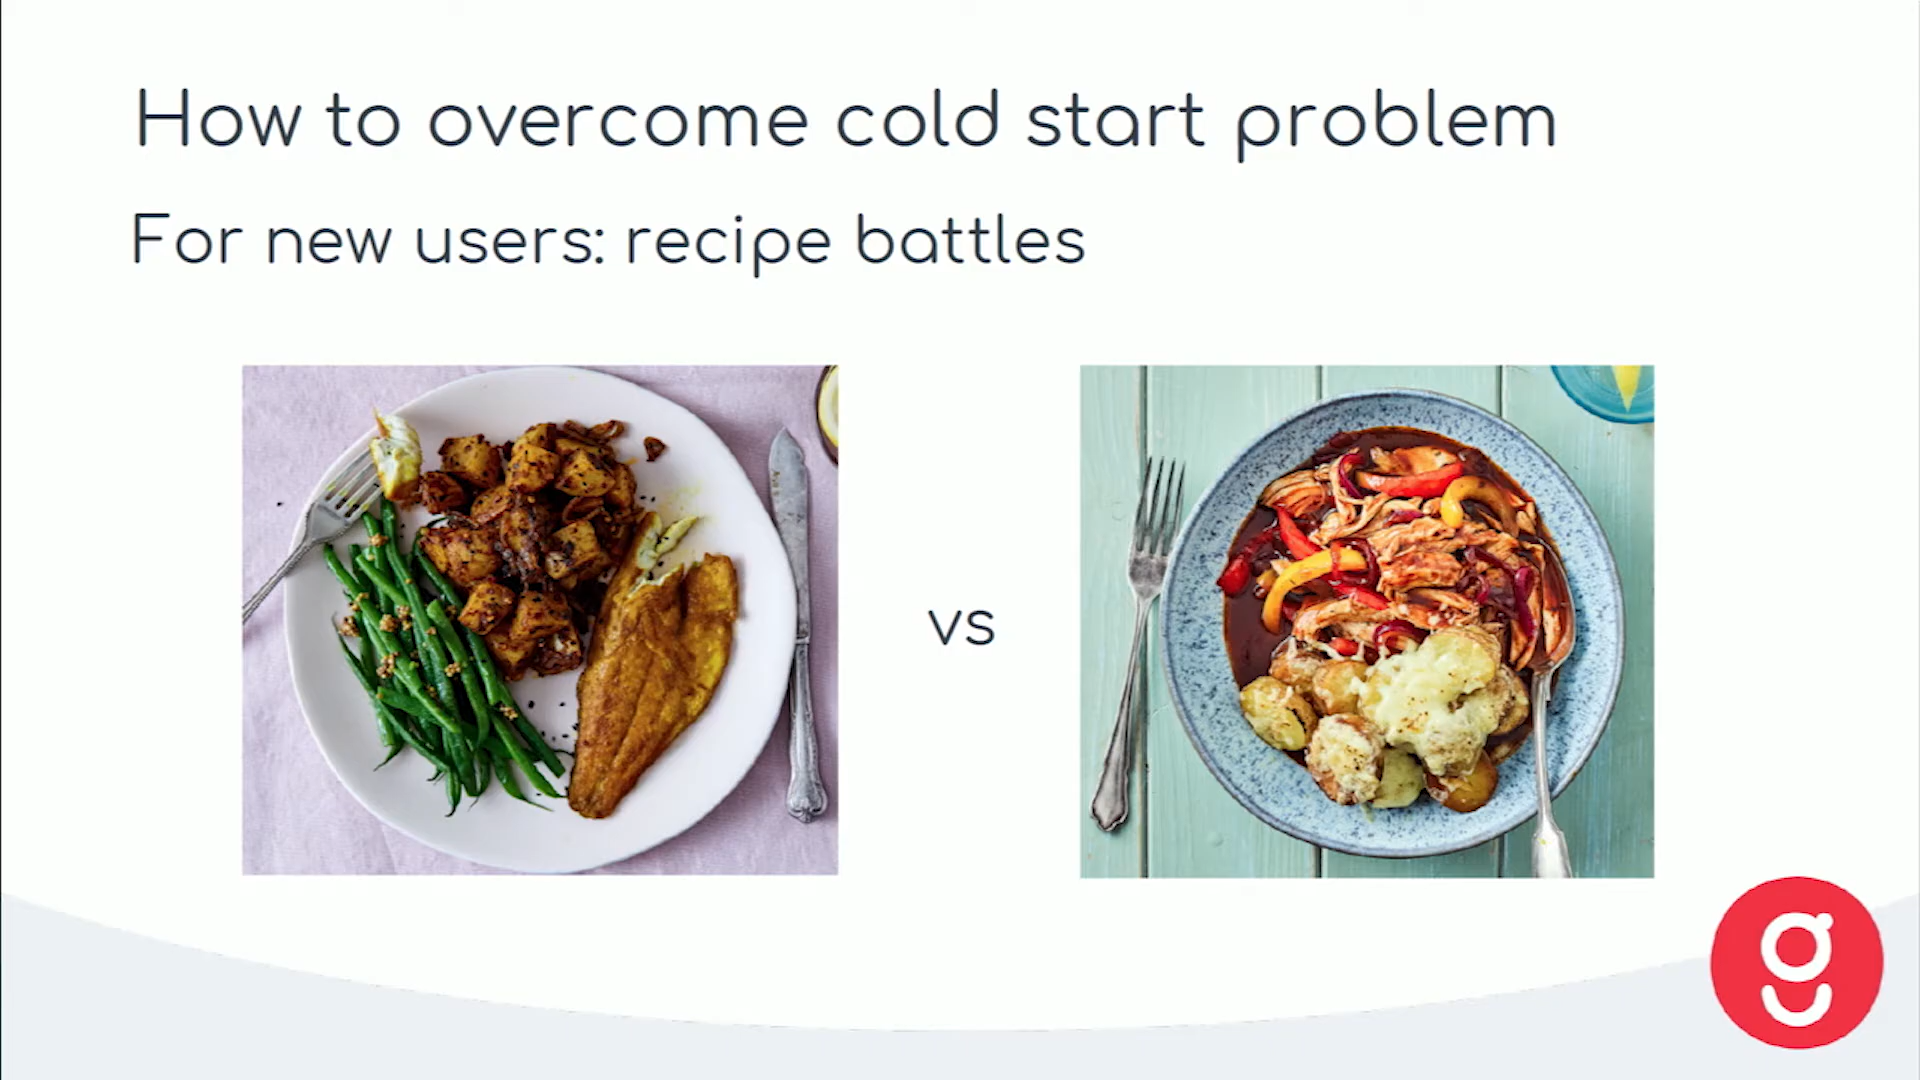 How to overcome cold start problem
For new users: recipe battles
vs
g